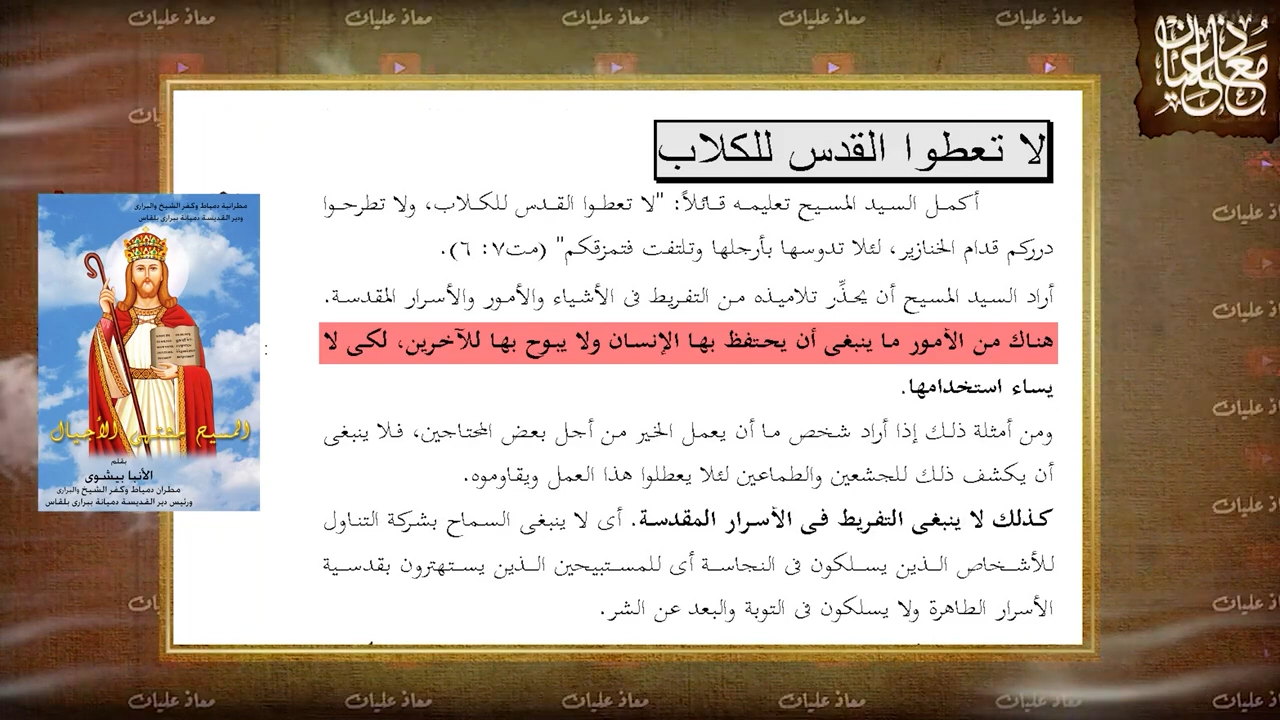 معاذ عليان
لا تعطوا القدس للكلاب
أكمل السيد المسيح تعليمه قائلاً: "لا تعطوا القدس للكلاب، ولا تطرحوا
درركم قدام الخنازير، لئلا تدوسها بأرجلها وتلتفت فتمزقكم" (مت٧: ٦).
أراد السيد المسيح أن يحذِّر تلاميذه من التفريط فى الأشياء والأمور والأسرار المقدسة.
هناك من الأمور ما ينبغى أن يحتفظ بها الإنسان ولا يبوح بها للآخرين، لكى لا
يساء استخدامها.
ومن أمثلة ذلك إذا أراد شخص ما أن يعمل الخير من أجل بعض المحتاجين، فلا ينبغى
أن يكشف ذلك للجشعين والطماعين لئلا يعطلوا هذا العمل ويقاوموه.
كذلك لا ينبغى التفريط فى الأسرار المقدسة. أى لا ينبغى السماح بشركة التناول
للأشخاص الذين يسلكون فى النجاسة أى للمستبيحين الذين يستهترون بقدسية
الأسرار الطاهرة ولا يسلكون فى التوبة والبعد عن الشر.
مطرانية دمياط وكفر الشيخ والبرارى
ودير القديسة دميانة ببرارى بلقاس
المسيح مشتهى الأجيال
بقلم
الأنبا بيشوى
مطران دمياط وكفر الشيخ والبرارى
ورئيس دير القديسة دميانة ببرارى بلقاس